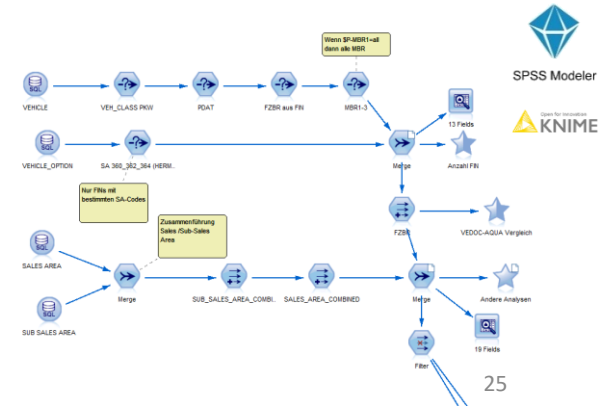 Wenn $P-MBR1=all
dann alle MBR
SPSS Modeler
Open for Innovation
KNIME
VEHICLE
VEH_CLASS PKW
PDAT
FZBR aus FIN
MBR1-3
13 Fields
SQL
VEHICLE_OPTION
SA 360_362_364 (HERM...
Merge
Anzahl FIN
Nur FINs mit
bestimmten SA-Codes
FZBR
VEDOC-AQUA Vergleich
Zusammenführung
Sales /Sub-Sales
Area
SQL
SALES AREA
Merge
SUB_SALES_AREA_COMBI...
SALES_AREA_COMBINED
Merge
Andere Analysen
SQL
SUB SALES AREA
19 Fields
Filter
25